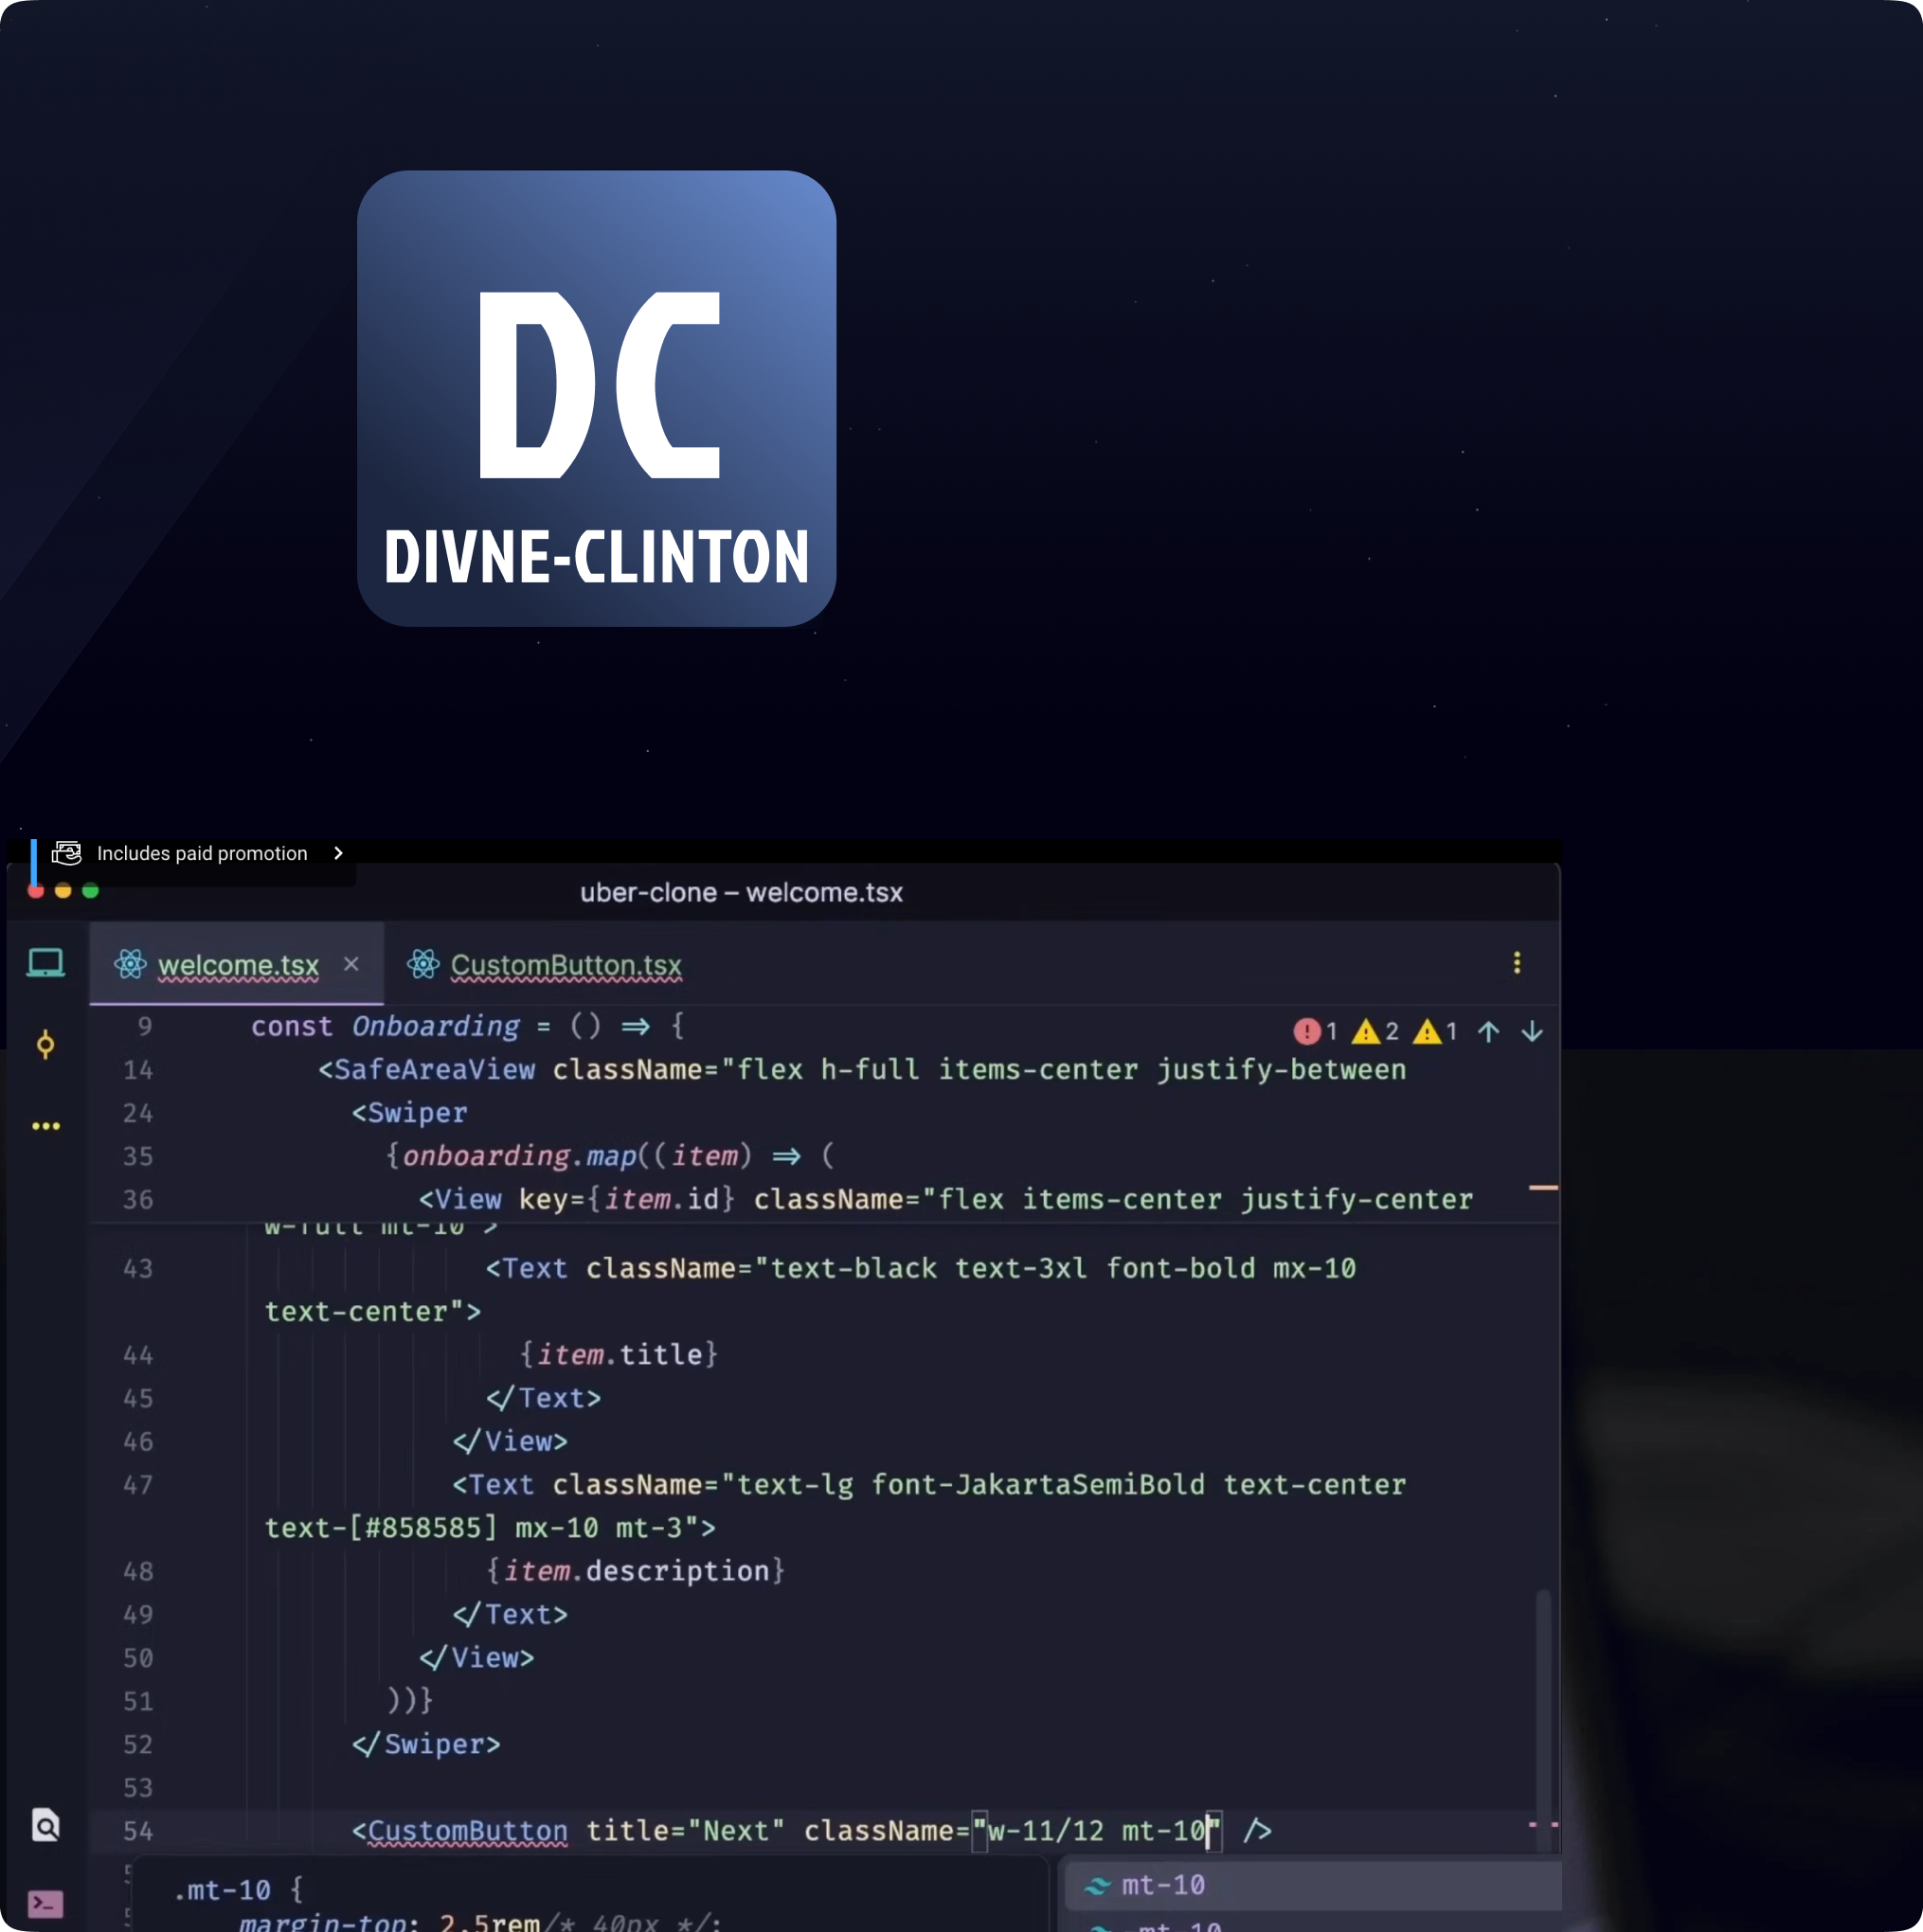 DC
DIVNE-CLINTON
Includes paid promotion
uber-clone – welcome.tsx
welcome.tsx × CustomButton.tsx
9 const Onboarding = () => {
1 2 1
14 <SafeAreaView className="flex h-full items-center justify-between
24 <Swiper
35 {onboarding.map((item) => (
36 <View key={item.id} className="flex items-center justify-center
w-full mt-10">
43 <Text className="text-black text-3xl font-bold mx-10
text-center">
44 {item.title}
45 </Text>
46 </View>
47 <Text className="text-lg font-JakartaSemiBold text-center
text-[#858585] mx-10 mt-3">
48 {item.description}
49 </Text>
50 </View>
51 ))}
52 </Swiper>
53
54 <CustomButton title="Next" className="w-11/12 mt-10" />
.mt-10 {
mt-10
margin-top: 2.5rem/* 40px */;
-mt-10